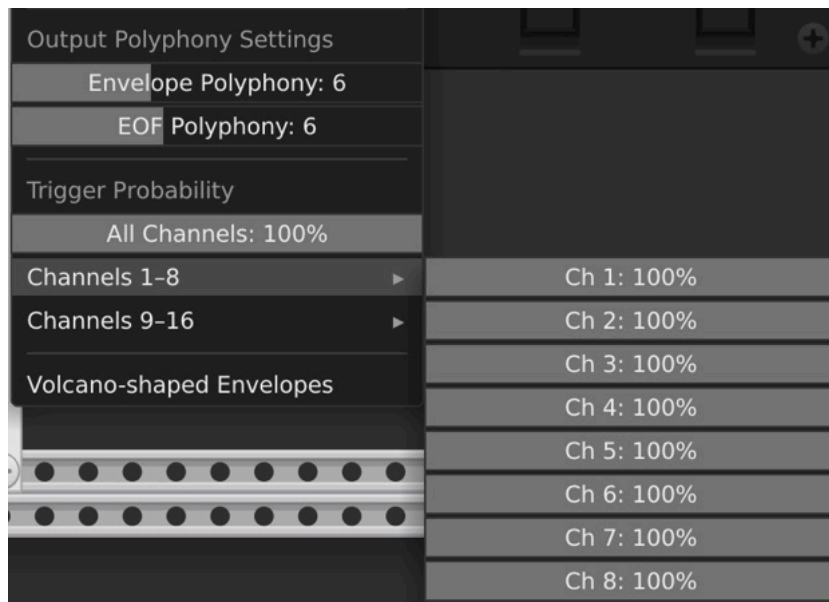 Output Polyphony Settings
Envelope Polyphony: 6
EOF Polyphony: 6
Trigger Probability
All Channels: 100%
Channels 1–8
Channels 9–16
Volcano-shaped Envelopes
Ch 1: 100%
Ch 2: 100%
Ch 3: 100%
Ch 4: 100%
Ch 5: 100%
Ch 6: 100%
Ch 7: 100%
Ch 8: 100%